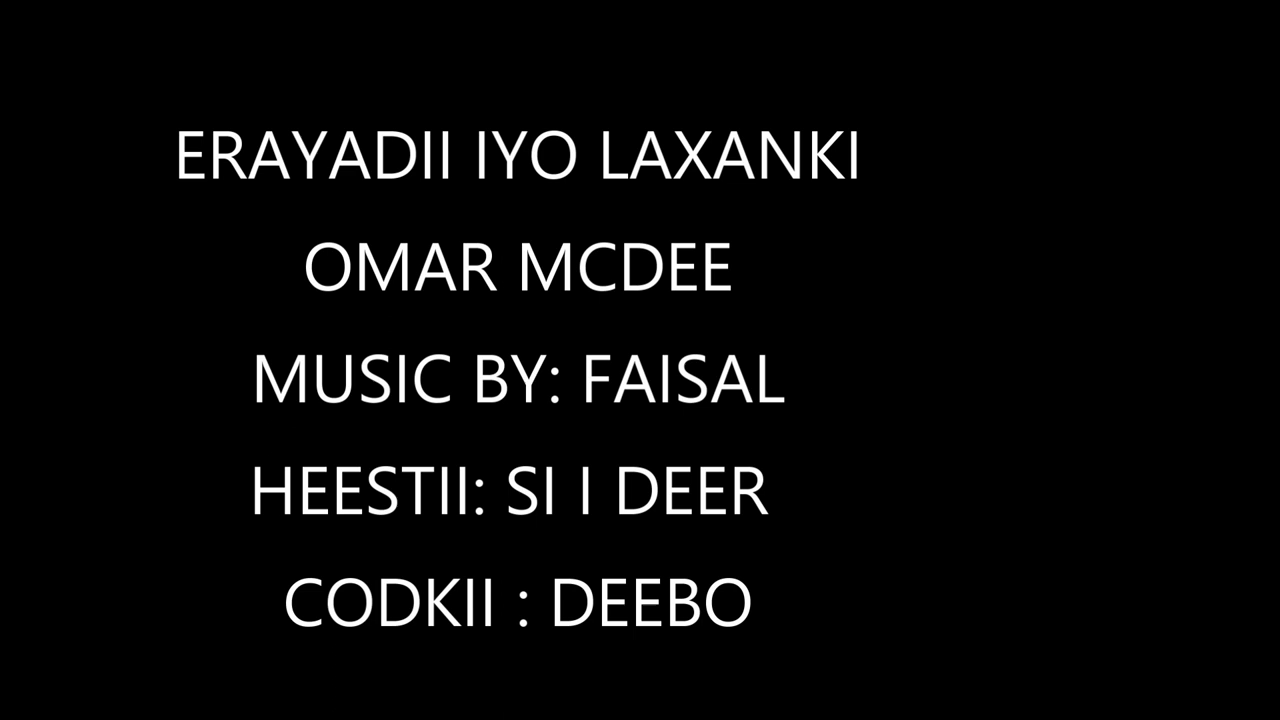 ERAYADII IYO LAXANKI
OMAR MCDEE
MUSIC BY: FAISAL
HEESTII: SI I DEER
CODKII : DEEBO